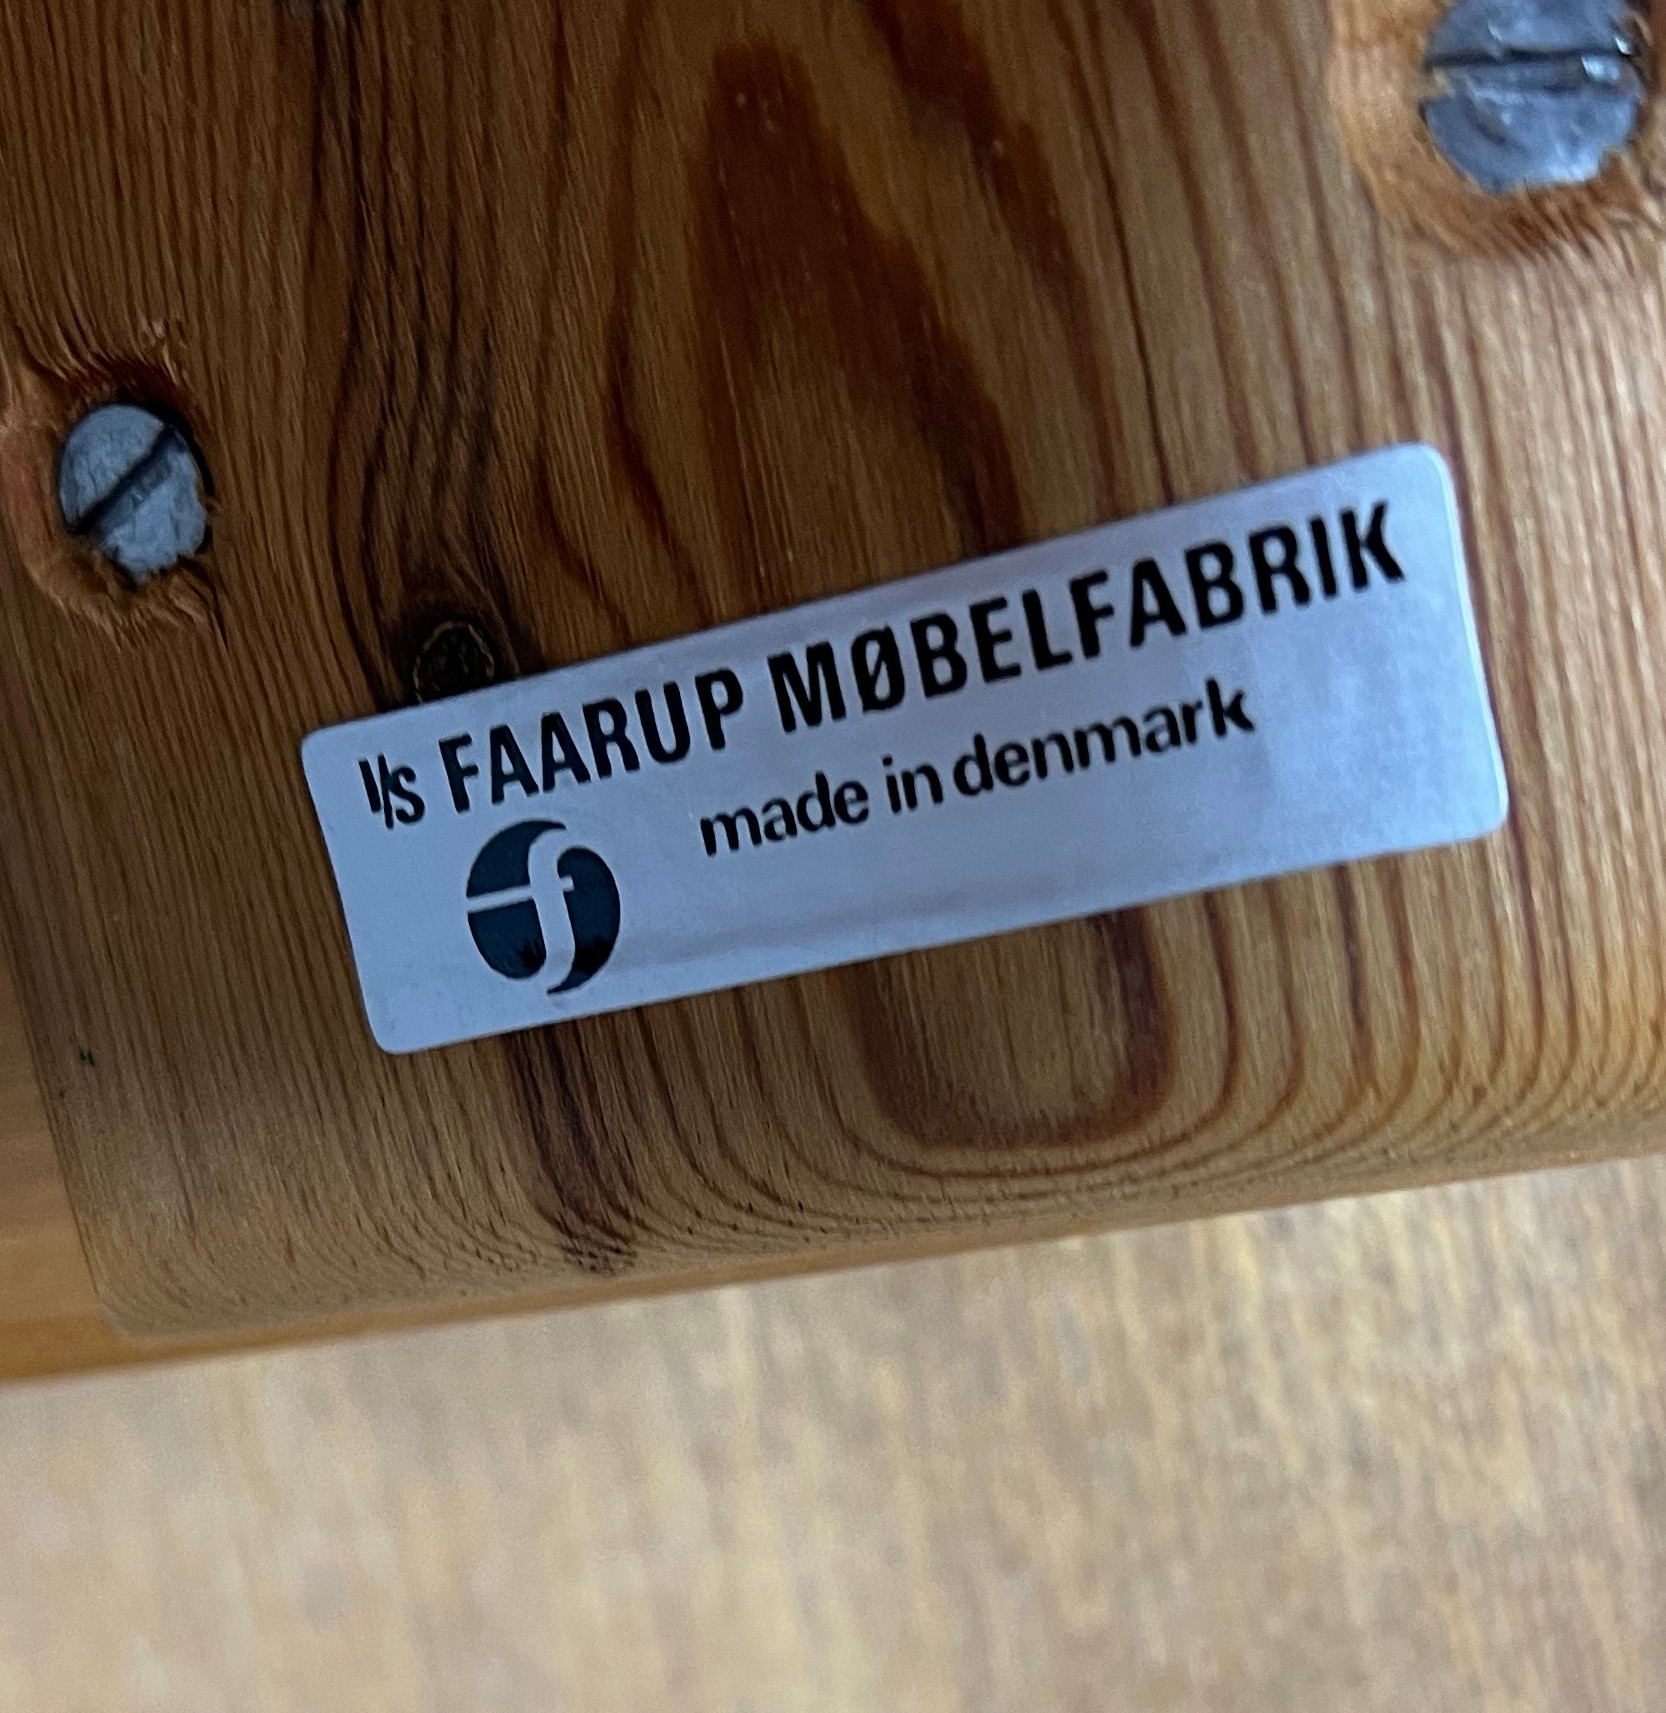 I/S FAARUP MØBELFABRIK
made in denmark
f